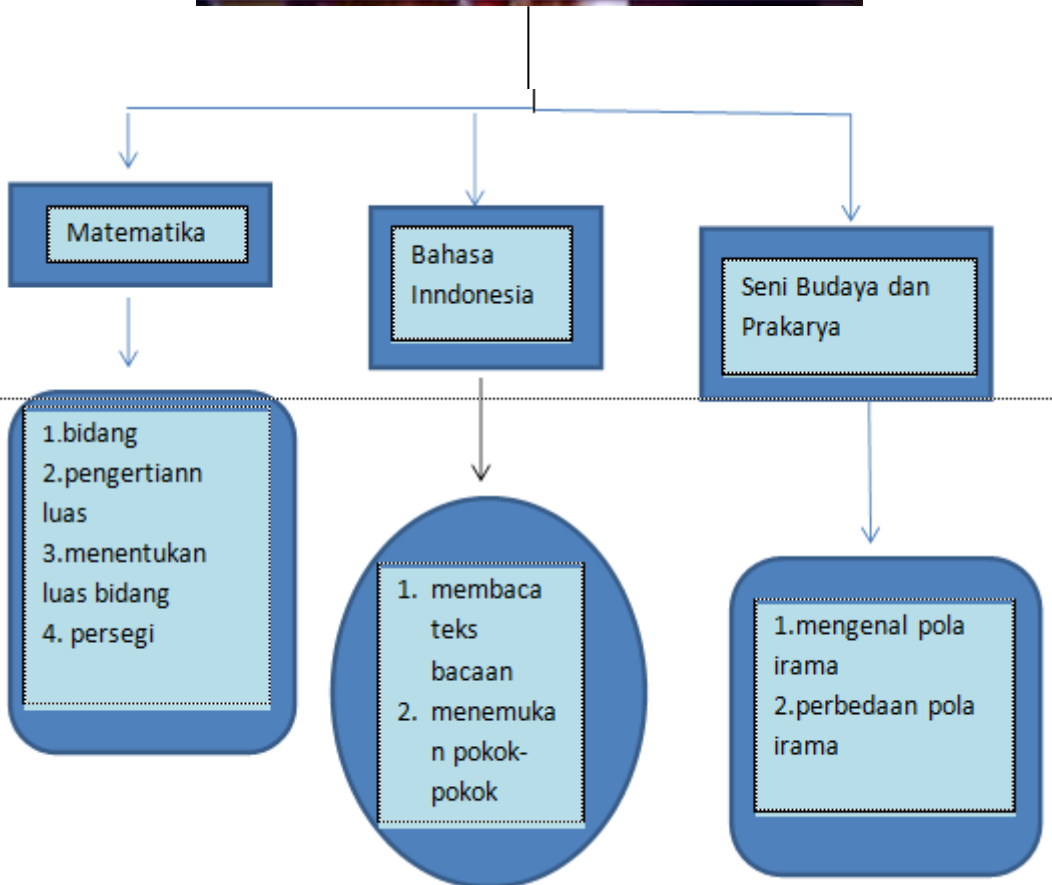 Matematika
Bahasa
Inndonesia
Seni Budaya dan
Prakarya
1.bidang
2.pengertiann
luas
3.menentukan
luas bidang
4. persegi
1. membaca
teks
bacaan
2. menemuka
n pokok-
pokok
1.mengenal pola
irama
2.perbedaan pola
irama